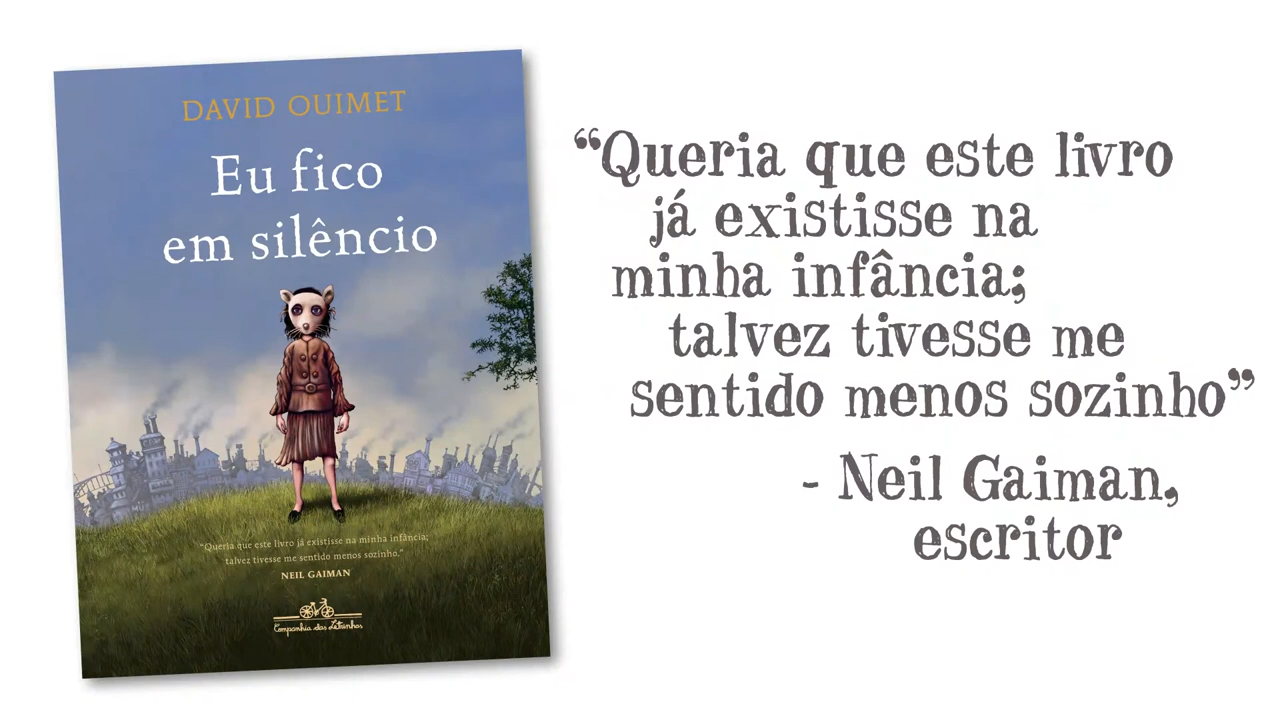 DAVID OUIMET
Eu fico
em silêncio
“Queria que este livro já existisse na minha infância;
talvez tivesse me sentido menos sozinho.”
NEIL GAIMAN
Companhia das Letrinhas
“Queria que este livro
já existisse na
minha infância;
talvez tivesse me
sentido menos sozinho”
- Neil Gaiman,
escritor